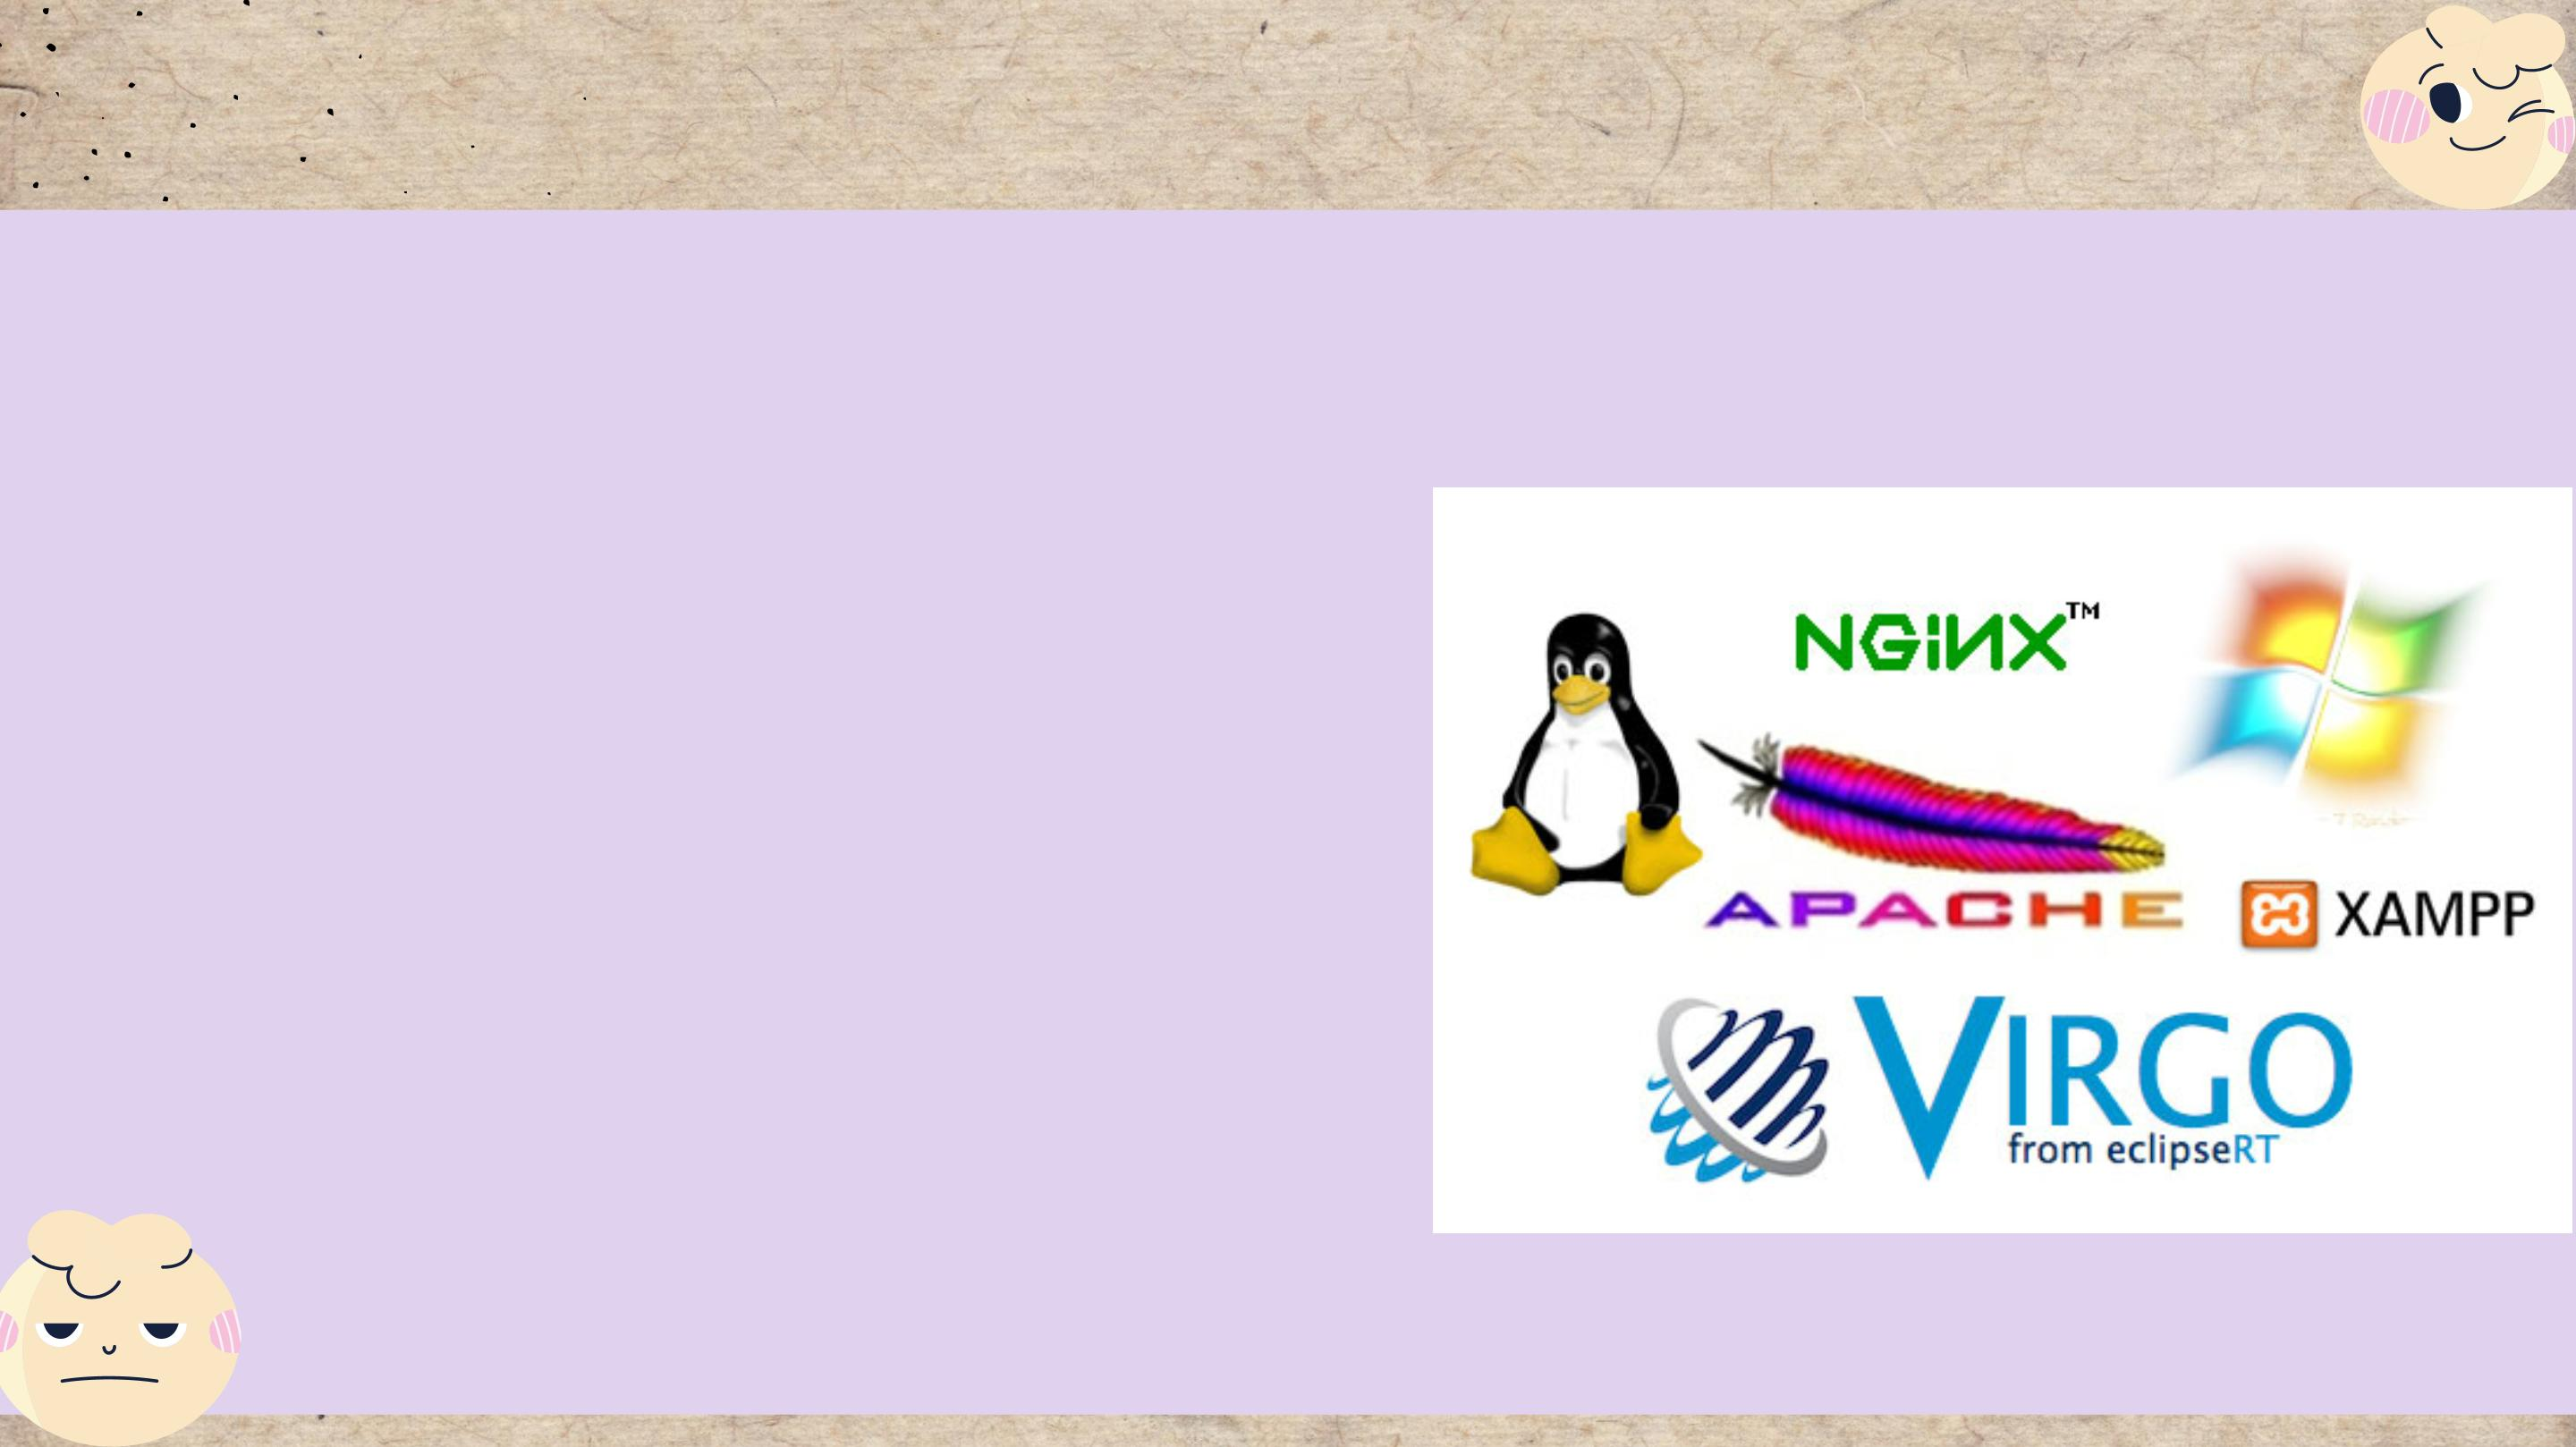 NGiNX™
APACHE
XAMPP
VIRGO
from eclipseRT